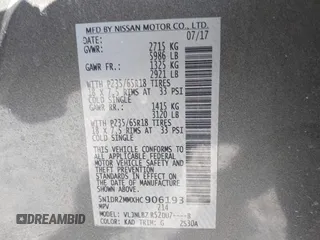 MFD BY NISSAN MOTOR CO., LTD.
DATE: 07/17
GVWR: 2715 KG
5986 LB
GAWR FR.: 1325 KG
2921 LB
WITH P235/65R18 TIRES
18 X 7.5 RIMS AT 33 PSI
COLD SINGLE
GAWR RR.: 1415 KG
3120 LB
WITH P235/65R18 TIRES
18 X 7.5 RIMS AT 33 PSI
COLD SINGLE
THIS VEHICLE CONFORMS TO ALL
APPLICABLE FEDERAL MOTOR
VEHICLE SAFETY AND
THEFT PREVENTION STANDARDS IN
EFFECT ON THE DATE OF
MANUFACTURE SHOWN ABOVE
5N1DR2MMXHC906193
MPV 214
MODEL:
COLOR: KAD TRIM: G
AUTOBIDMASTER